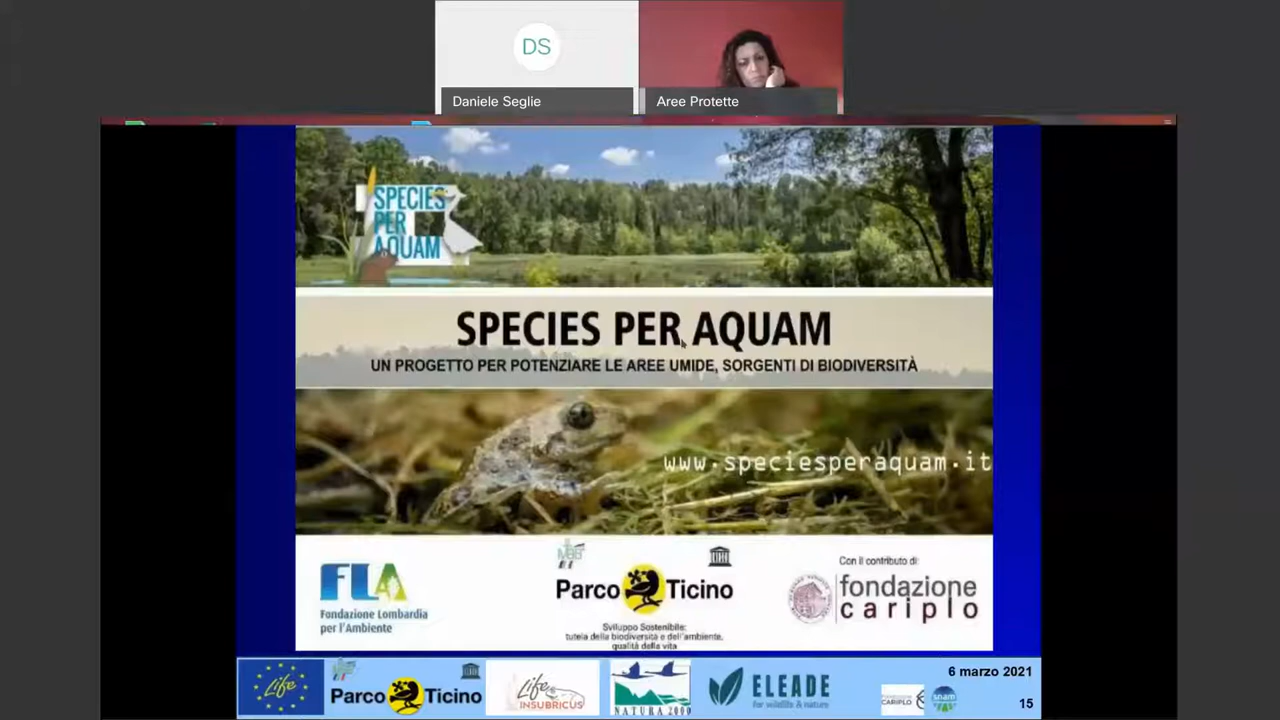 DS
Daniele Seglie
Aree Protette
SPECIES
PER
AQUAM
SPECIES PER AQUAM
UN PROGETTO PER POTENZIARE LE AREE UMIDE, SORGENTI DI BIODIVERSITÀ
www.speciesperaquam.it
FLA
Fondazione Lombardia
per l'Ambiente
MAB
Parco Ticino
Sviluppo Sostenibile:
tutela della biodiversità e dell'ambiente,
qualità della vita
Con il contributo di:
fondazione
cariplo
Life
Parco Ticino
Life
INSUBRICUS
NATURA 2000
ELEADE
for wildlife & nature
CARIPLO
snam
6 marzo 2021
15